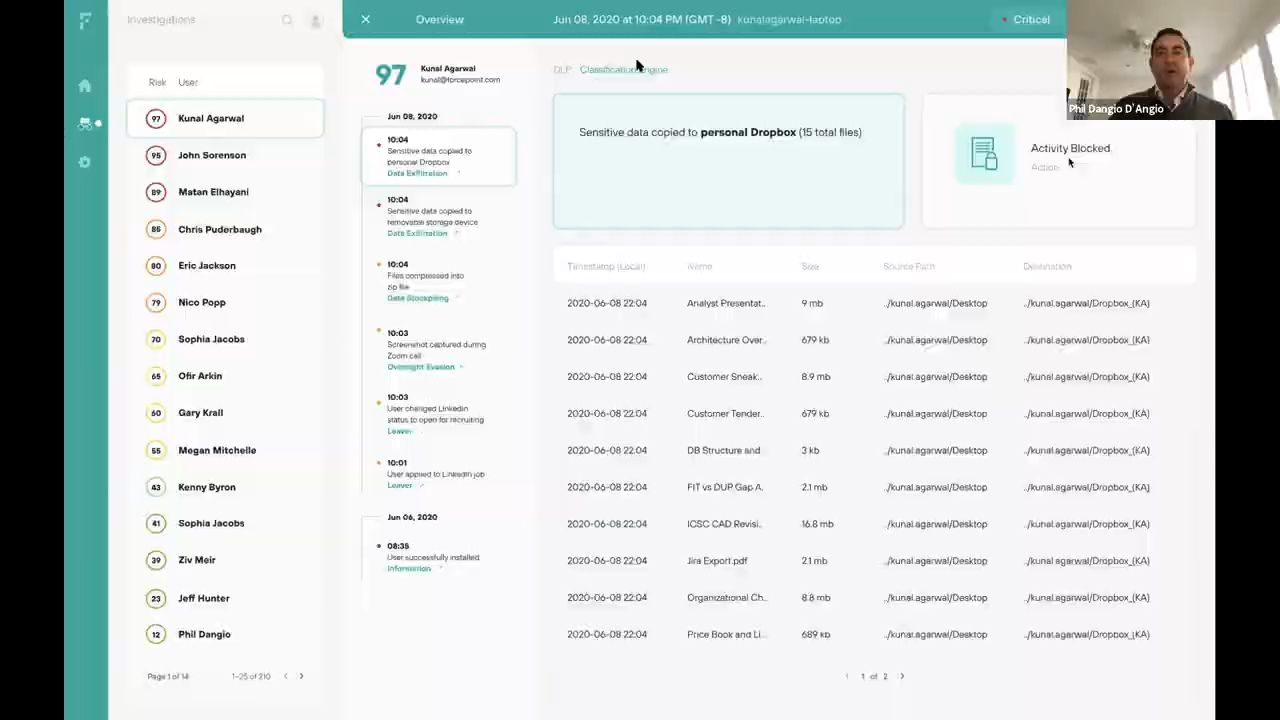 Investigations
Overview
Jun 08, 2020 at 10:04 PM (GMT-8) kunalagarwal-laptop
Critical
Phil Dangio D'Angio
Risk User
97 Kunal Agarwal
95 John Sorenson
89 Matan Elhayani
85 Chris Puderbaugh
80 Eric Jackson
79 Nico Popp
70 Sophia Jacobs
65 Ofir Arkin
60 Gary Krall
55 Megan Mitchelle
43 Kenny Byron
41 Sophia Jacobs
39 Ziv Meir
23 Jeff Hunter
12 Phil Dangio
Page 1 of 14
1-25 of 210
97
Kunal Agarwal
kunal@forcepoint.com
Jun 08, 2020
10:04
Sensitive data copied to
personal Dropbox
Data Exfiltration
10:04
Sensitive data copied to
removable storage device
Data Exfiltration
10:04
Files compressed into
zip file
Data Stockpiling
10:03
Screenshot captured during
Zoom call
Overnight Evasion
10:03
User changed Linkedin
status to open for recruiting
Leaver
10:01
User applied to LinkedIn job
Leaver
Jun 06, 2020
08:35
User successfully installed
Information
DLP Classification Engine
Sensitive data copied to personal Dropbox (15 total files)
Activity Blocked
Action
Timestamp (Local) Name Size Source Path Destination
2020-06-08 22:04 Analyst Presentat.. 9 mb ../kunal.agarwal/Desktop ../kunal.agarwal/Dropbox_(KA)
2020-06-08 22:04 Architecture Over.. 679 kb ../kunal.agarwal/Desktop ../kunal.agarwal/Dropbox_(KA)
2020-06-08 22:04 Customer Sneak.. 8.9 mb ../kunal.agarwal/Desktop ../kunal.agarwal/Dropbox_(KA)
2020-06-08 22:04 Customer Tender.. 679 kb ../kunal.agarwal/Desktop ../kunal.agarwal/Dropbox_(KA)
2020-06-08 22:04 DB Structure and 3 kb ../kunal.agarwal/Desktop ../kunal.agarwal/Dropbox_(KA)
2020-06-08 22:04 FIT vs DUP Gap A. 2.1 mb ../kunal.agarwal/Desktop ../kunal.agarwal/Dropbox_(KA)
2020-06-08 22:04 ICSC CAD Revisi.. 16.8 mb ../kunal.agarwal/Desktop ../kunal.agarwal/Dropbox_(KA)
2020-06-08 22:04 Jira Export.pdf 2.1 mb ../kunal.agarwal/Desktop ../kunal.agarwal/Dropbox_(KA)
2020-06-08 22:04 Organizational Ch.. 8.8 mb ../kunal.agarwal/Desktop ../kunal.agarwal/Dropbox_(KA)
2020-06-08 22:04 Price Book and Li... 689 kb ../kunal.agarwal/Desktop ../kunal.agarwal/Dropbox_(KA)
1 of 2